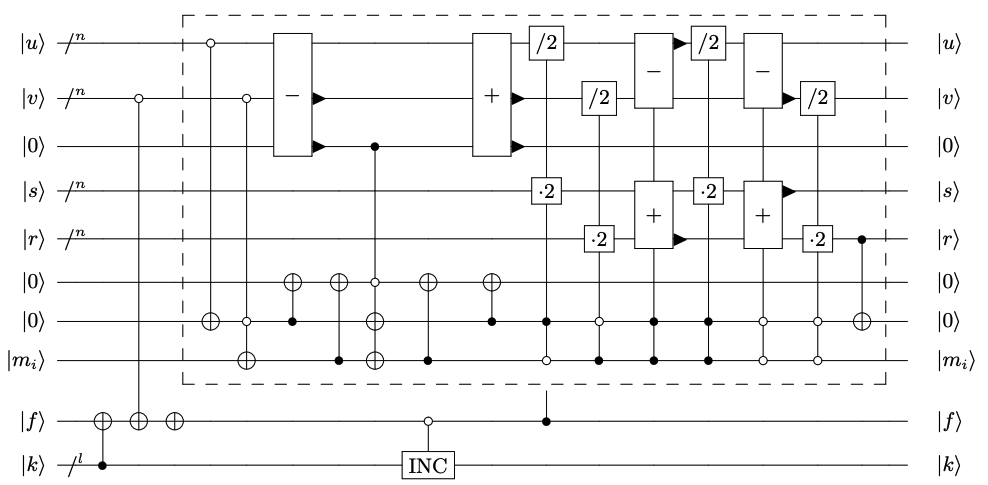 |u⟩ /n /2 − /2 − |u⟩
|v⟩ /n − + /2 /2 |v⟩
|0⟩ |0⟩
|s⟩ /n ·2 ·2 |s⟩
|r⟩ /n ·2 + + ·2 |r⟩
|0⟩ |0⟩
|0⟩ |0⟩
|mᵢ⟩ |mᵢ⟩
|f⟩ |f⟩
|k⟩ /l INC |k⟩